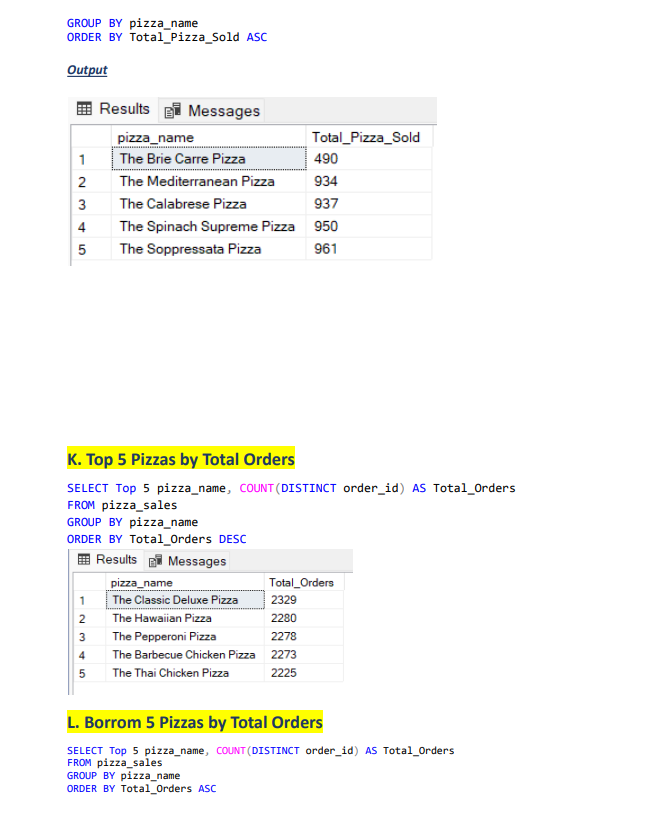 GROUP BY pizza_name
ORDER BY Total_Pizza_Sold ASC
Output
Results Messages
pizza_name Total_Pizza_Sold
1 The Brie Carre Pizza 490
2 The Mediterranean Pizza 934
3 The Calabrese Pizza 937
4 The Spinach Supreme Pizza 950
5 The Soppressata Pizza 961
K. Top 5 Pizzas by Total Orders
SELECT Top 5 pizza_name, COUNT(DISTINCT order_id) AS Total_Orders
FROM pizza_sales
GROUP BY pizza_name
ORDER BY Total_Orders DESC
Results Messages
pizza_name Total_Orders
1 The Classic Deluxe Pizza 2329
2 The Hawaiian Pizza 2280
3 The Pepperoni Pizza 2278
4 The Barbecue Chicken Pizza 2273
5 The Thai Chicken Pizza 2225
L. Borrom 5 Pizzas by Total Orders
SELECT Top 5 pizza_name, COUNT(DISTINCT order_id) AS Total_Orders
FROM pizza_sales
GROUP BY pizza_name
ORDER BY Total_Orders ASC